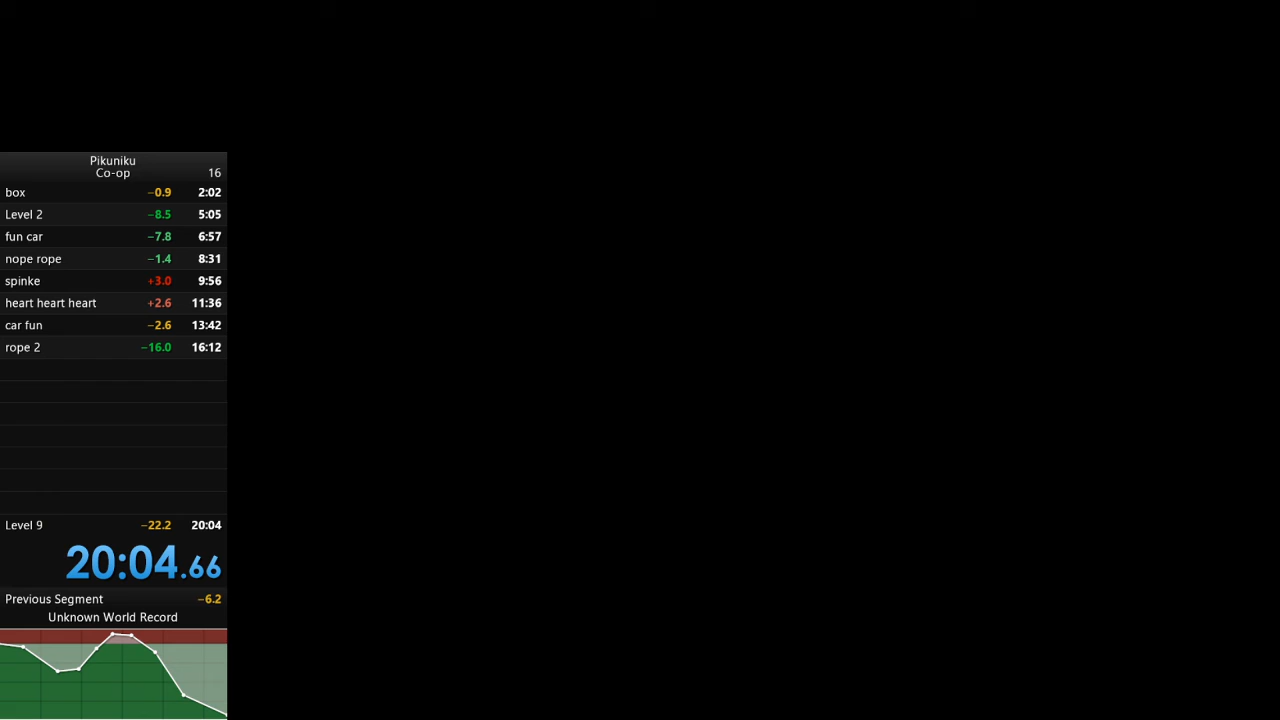 Pikuniku
Co-op 16
box −0.9 2:02
Level 2 −8.5 5:05
fun car −7.8 6:57
nope rope −1.4 8:31
spinke +3.0 9:56
heart heart heart +2.6 11:36
car fun −2.6 13:42
rope 2 −16.0 16:12
Level 9 −22.2 20:04
20:04.66
Previous Segment −6.2
Unknown World Record